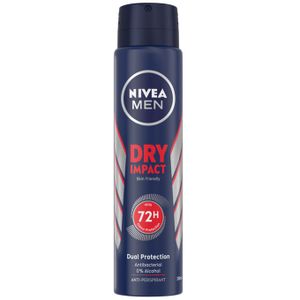 NIVEA
MEN
DRY
IMPACT
Skin Friendly
72H
Dual Protection
Antibacterial
0% Alcohol
ANTI-PERSPIRANT